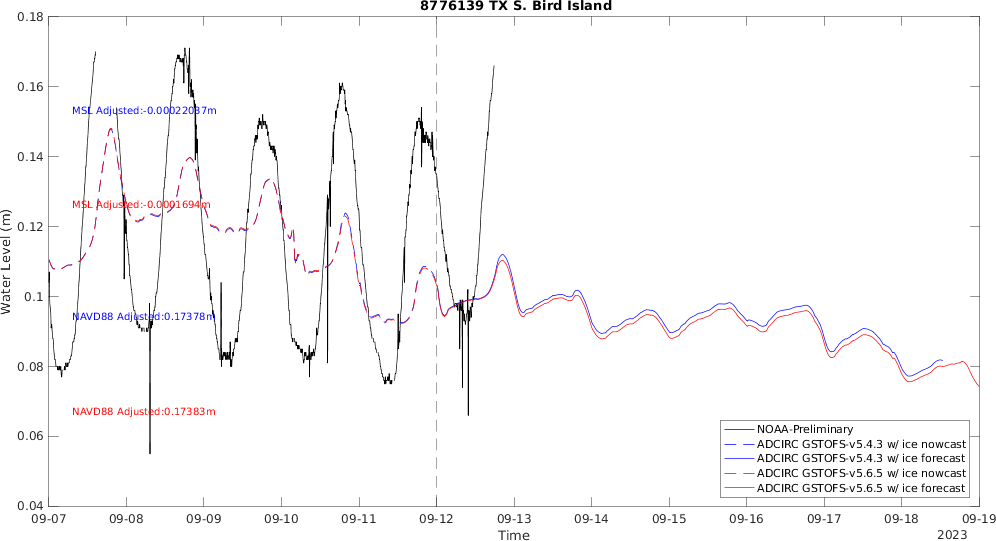 8776139 TX S. Bird Island
Water Level (m)
0.18
0.16
0.14
0.12
0.1
0.08
0.06
0.04
MSL Adjusted:-0.00022037m
MSL Adjusted:-0.0001694m
NAVD88 Adjusted:0.17378m
NAVD88 Adjusted:0.17383m
NOAA-Preliminary
ADCIRC GSTOFS-v5.4.3 w/ ice nowcast
ADCIRC GSTOFS-v5.4.3 w/ ice forecast
ADCIRC GSTOFS-v5.6.5 w/ ice nowcast
ADCIRC GSTOFS-v5.6.5 w/ ice forecast
09-07 09-08 09-09 09-10 09-11 09-12 09-13 09-14 09-15 09-16 09-17 09-18 09-19
Time
2023